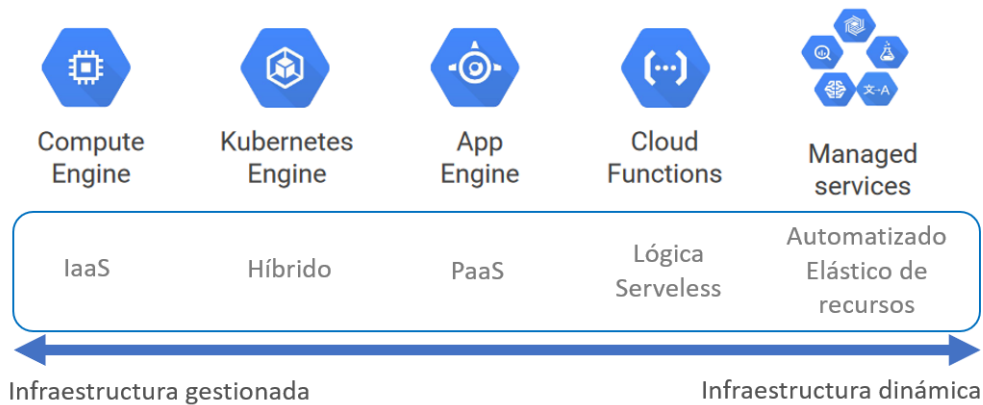 Compute
Engine
Kubernetes
Engine
App
Engine
Cloud
Functions
Managed
services
IaaS
Híbrido
PaaS
Lógica
Serveless
Automatizado
Elástico de
recursos
Infraestructura gestionada
Infraestructura dinámica
文→A